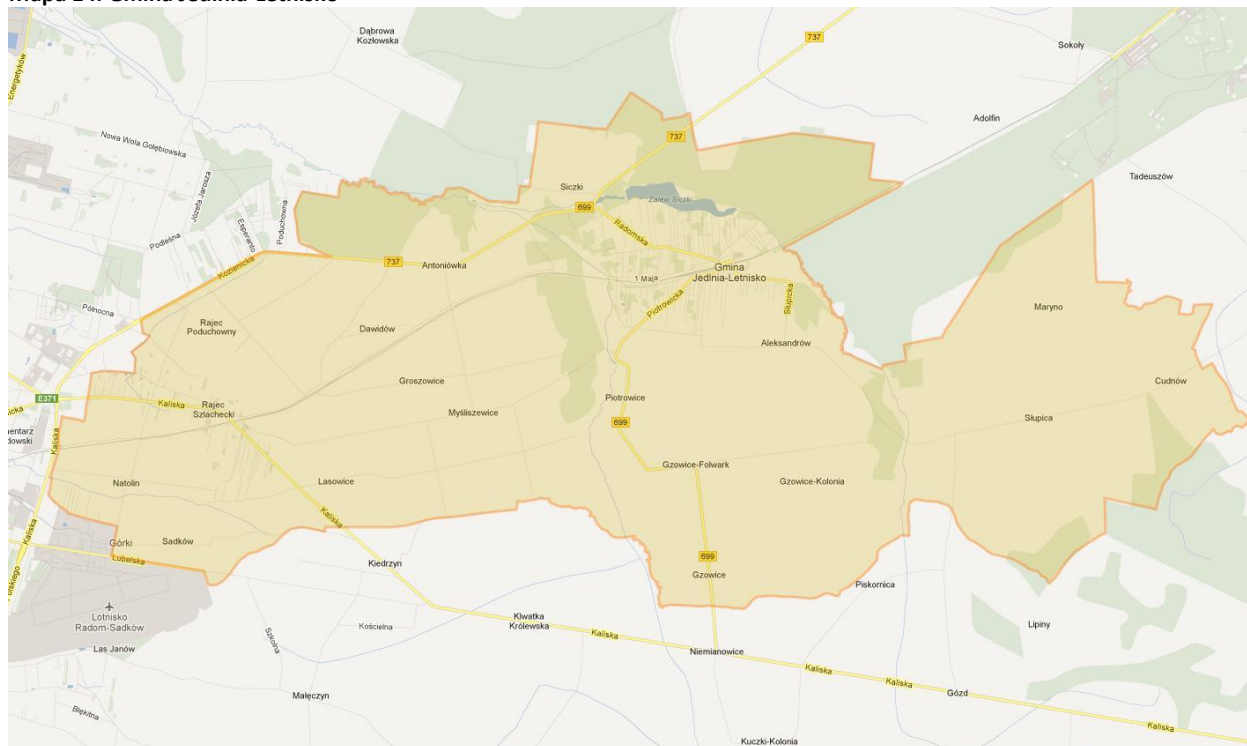 Mapa 14. Gmina Jedlnia-Letnisko
Dąbrowa
Kozłowska
737
Sokoły
Energetyków
Adolfin
737
Nowa Wola Gołębiowska
Tadeuszów
Józefa Jarosza
Siczki
Zalew Siczki
Poduchowna
699
Esperanto
Radomska
Podleśna
Kozienicka
737
Antoniówka
Gmina
Jedlnia-Letnisko
1 Maja
Piotrowicka
Słupicka
Północna
Maryno
Rajec
Poduchowny
Dawidów
Aleksandrów
Groszowice
Cudnów
E371
Kaliska
Rajec
Szlachecki
Piotrowice
Myśliszewice
Słupica
699
Kaliska
Gzowice-Folwark
Natolin
Lasowice
Gzowice-Kolonia
Kaliska
Kaliska
Górki
Sadków
Lubelska
699
Kiedrzyn
Gzowice
Piskornica
Lotnisko
Radom-Sadków
Klwatka
Królewska
Kościelna
Szkolna
Lipiny
Kaliska
Las Janów
Niemianowice
Kaliska
Kaliska
Małęczyn
Gózd
Błękitna
Kaliska
Kuczki-Kolonia